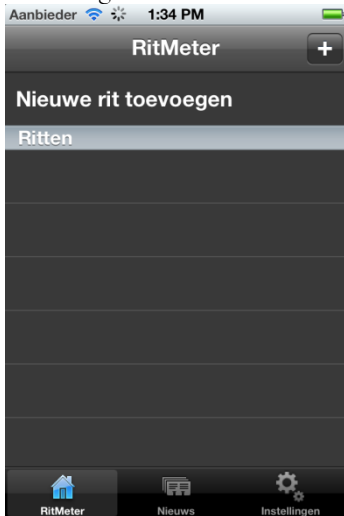 Aanbieder 1:34 PM
RitMeter +
Nieuwe rit toevoegen
Ritten
RitMeter Nieuws Instellingen